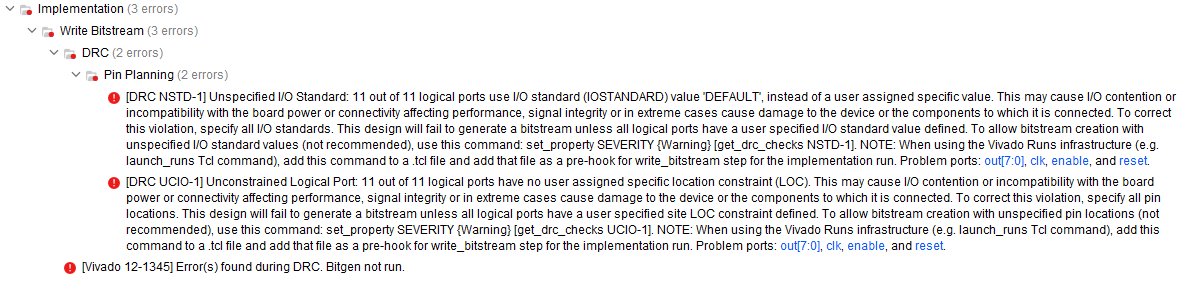 Implementation (3 errors)
Write Bitstream (3 errors)
DRC (2 errors)
Pin Planning (2 errors)
[DRC NSTD-1] Unspecified I/O Standard: 11 out of 11 logical ports use I/O standard (IOSTANDARD) value 'DEFAULT', instead of a user assigned specific value. This may cause I/O contention or
incompatibility with the board power or connectivity affecting performance, signal integrity or in extreme cases cause damage to the device or the components to which it is connected. To correct
this violation, specify all I/O standards. This design will fail to generate a bitstream unless all logical ports have a user specified I/O standard value defined. To allow bitstream creation with
unspecified I/O standard values (not recommended), use this command: set_property SEVERITY {Warning} [get_drc_checks NSTD-1]. NOTE: When using the Vivado Runs infrastructure (e.g.
launch_runs Tcl command), add this command to a .tcl file and add that file as a pre-hook for write_bitstream step for the implementation run. Problem ports: out[7:0], clk, enable, and reset.
[DRC UCIO-1] Unconstrained Logical Port: 11 out of 11 logical ports have no user assigned specific location constraint (LOC). This may cause I/O contention or incompatibility with the board
power or connectivity affecting performance, signal integrity or in extreme cases cause damage to the device or the components to which it is connected. To correct this violation, specify all pin
locations. This design will fail to generate a bitstream unless all logical ports have a user specified site LOC constraint defined. To allow bitstream creation with unspecified pin locations (not
recommended), use this command: set_property SEVERITY {Warning} [get_drc_checks UCIO-1]. NOTE: When using the Vivado Runs infrastructure (e.g. launch_runs Tcl command), add this
command to a .tcl file and add that file as a pre-hook for write_bitstream step for the implementation run. Problem ports: out[7:0], clk, enable, and reset.
[Vivado 12-1345] Error(s) found during DRC. Bitgen not run.